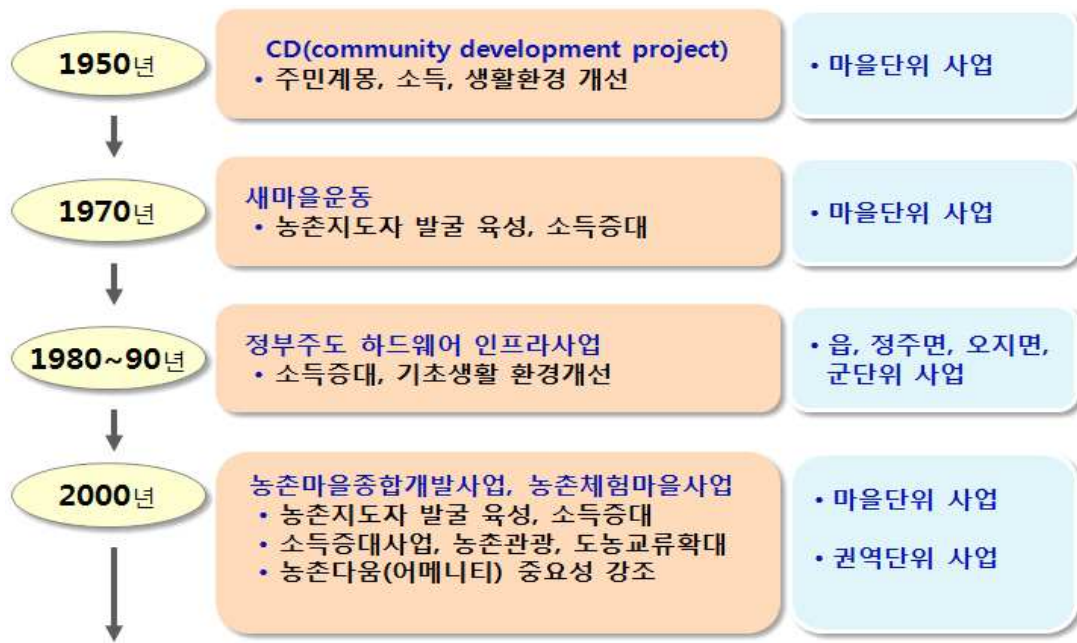 1950년
CD(community development project)
• 주민계몽, 소득, 생활환경 개선
• 마을단위 사업
1970년
새마을운동
• 농촌지도자 발굴 육성, 소득증대
• 마을단위 사업
1980~90년
정부주도 하드웨어 인프라사업
• 소득증대, 기초생활 환경개선
• 읍, 정주면, 오지면,
군단위 사업
2000년
농촌마을종합개발사업, 농촌체험마을사업
• 농촌지도자 발굴 육성, 소득증대
• 소득증대사업, 농촌관광, 도농교류확대
• 농촌다움(어메니티) 중요성 강조
• 마을단위 사업
• 권역단위 사업